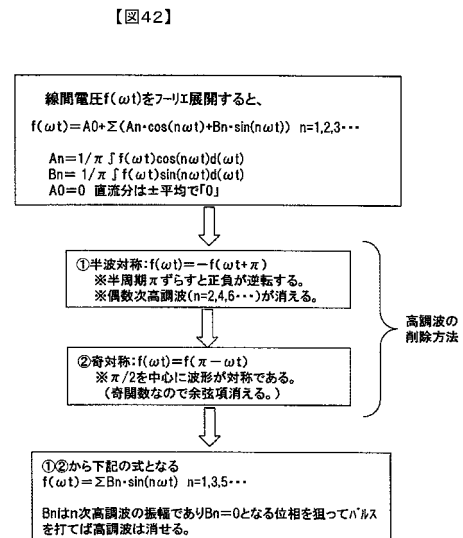 【図42】
線間電圧f(ωt)をフーリエ展開すると、
f(ωt)=A0+Σ(An・cos(nωt)+Bn・sin(nωt)) n=1,2,3・・・
An=1/π ∫f(ωt)cos(nωt)d(ωt)
Bn= 1/π ∫f(ωt)sin(nωt)d(ωt)
A0=0 直流分は±平均で「0」
①半波対称:f(ωt)=-f(ωt+π)
※半周期πずらすと正負が逆転する。
※偶数次高調波(n=2,4,6・・・)が消える。
②奇対称:f(ωt)=f(π-ωt)
※π/2を中心に波形が対称である。
(奇関数なので余弦項消える。)
高調波の
削除方法
①②から下記の式となる
f(ωt)=ΣBn・sin(nωt) n=1,3,5・・・
Bnはn次高調波の振幅でありBn=0となる位相を狙ってパルス
を打てば高調波は消せる。